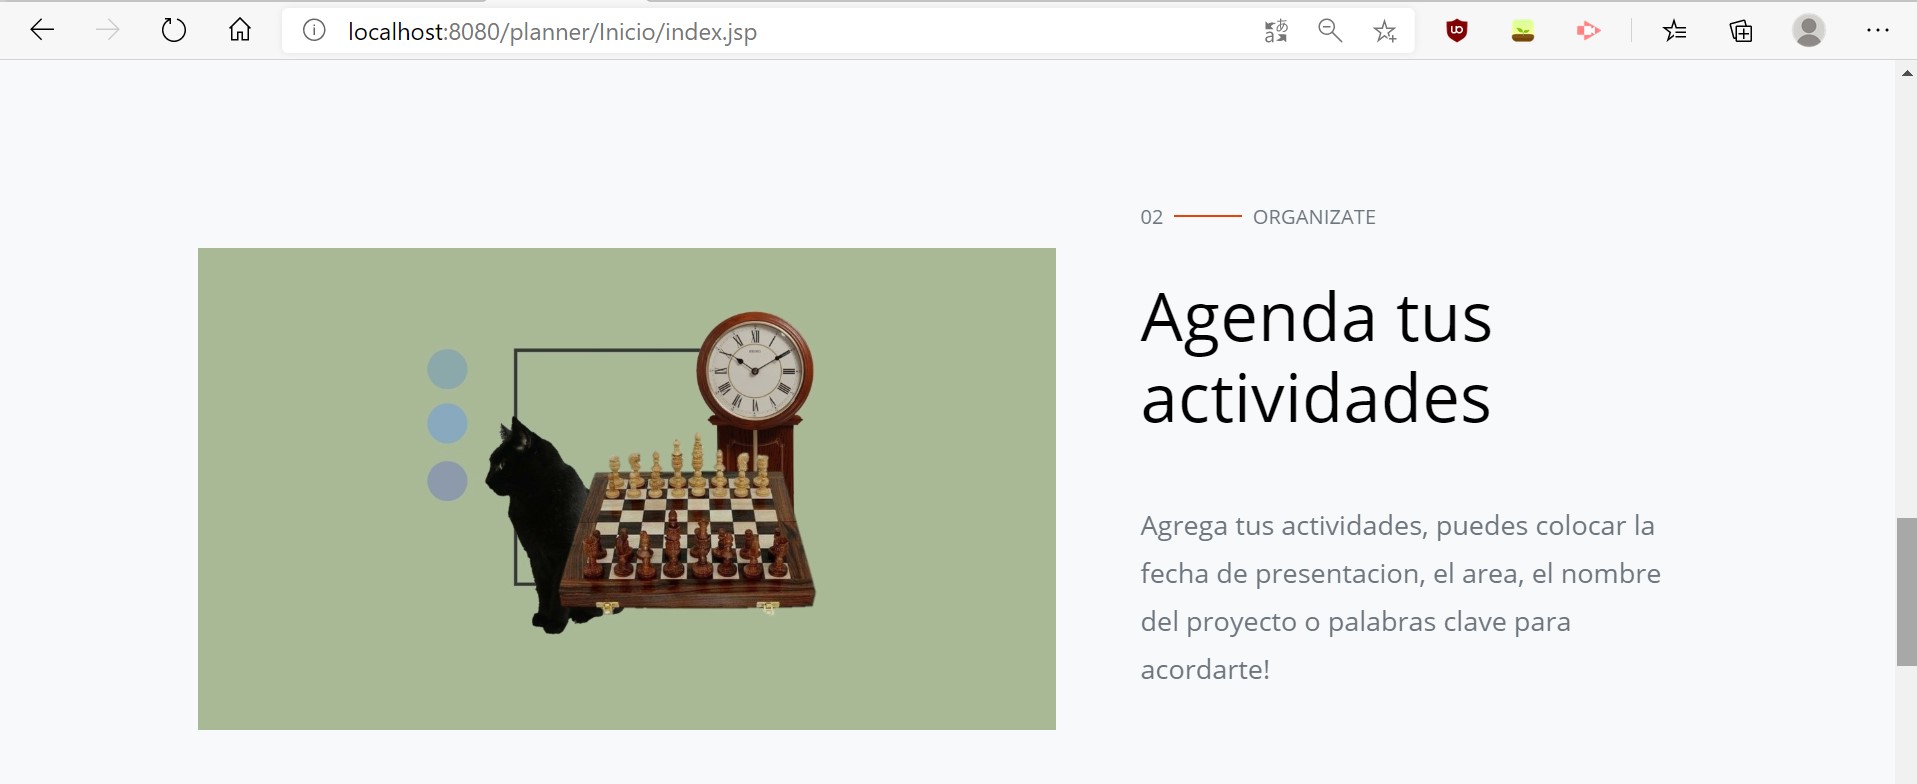 localhost:8080/planner/Inicio/index.jsp
02 ORGANIZATE
Agenda tus
actividades
Agrega tus actividades, puedes colocar la
fecha de presentacion, el area, el nombre
del proyecto o palabras clave para
acordarte!